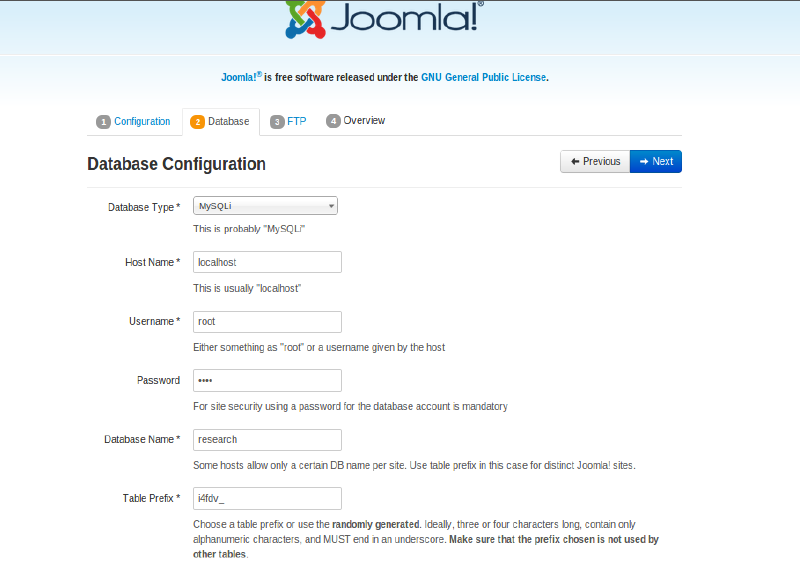 Joomla!®
Joomla!® is free software released under the GNU General Public License.
1 Configuration 2 Database 3 FTP 4 Overview
Database Configuration
Previous Next
Database Type * MySQLi
This is probably "MySQLi"
Host Name * localhost
This is usually "localhost"
Username * root
Either something as "root" or a username given by the host
Password ••••
For site security using a password for the database account is mandatory
Database Name * research
Some hosts allow only a certain DB name per site. Use table prefix in this case for distinct Joomla! sites.
Table Prefix * i4fdv_
Choose a table prefix or use the randomly generated. Ideally, three or four characters long, contain only
alphanumeric characters, and MUST end in an underscore. Make sure that the prefix chosen is not used by
other tables.